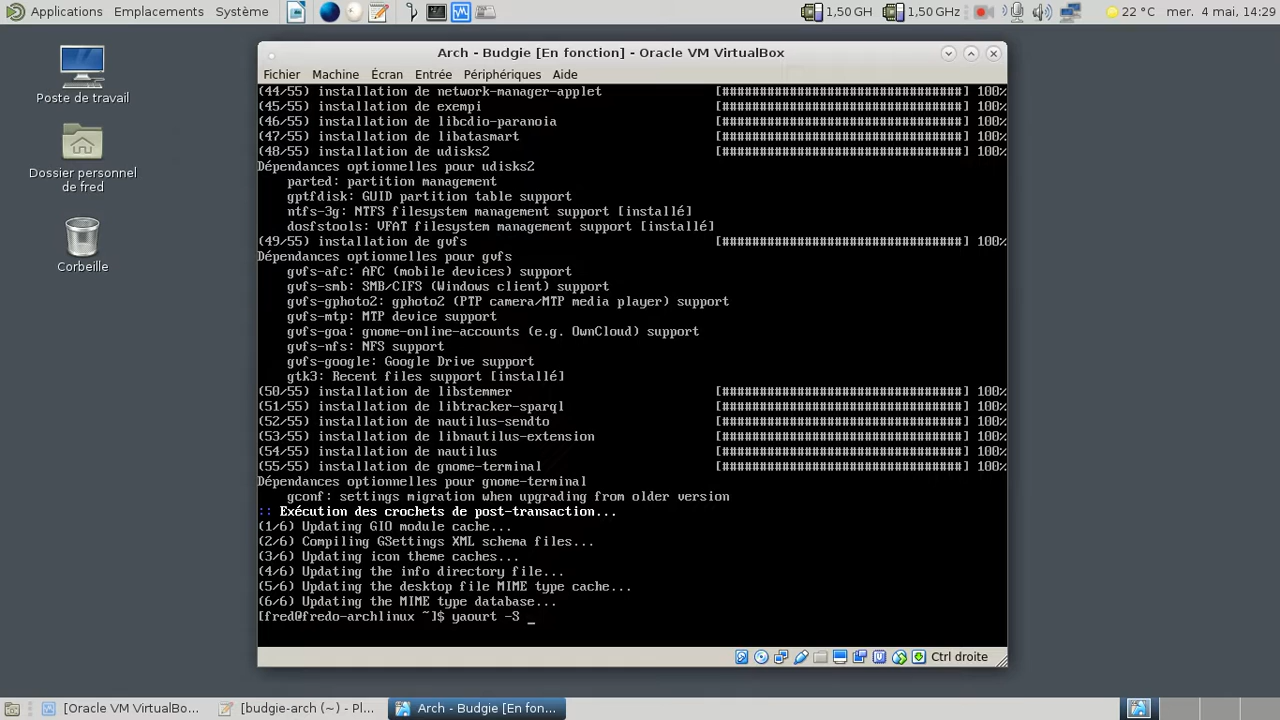 Applications Emplacements Système 1,50 GH 1,50 GHz 22 °C mer. 4 mai, 14:29
Poste de travail
Dossier personnel
de fred
Corbeille
Arch - Budgie [En fonction] - Oracle VM VirtualBox
Fichier Machine Écran Entrée Périphériques Aide
(44/55) installation de network-manager-applet [################################] 100%
(45/55) installation de exempi [################################] 100%
(46/55) installation de libcdio-paranoia [################################] 100%
(47/55) installation de libatasmart [################################] 100%
(48/55) installation de udisks2 [################################] 100%
Dépendances optionnelles pour udisks2
parted: partition management
gptfdisk: GUID partition table support
ntfs-3g: NTFS filesystem management support [installé]
dosfstools: VFAT filesystem management support [installé]
(49/55) installation de gvfs [################################] 100%
Dépendances optionnelles pour gvfs
gvfs-afc: AFC (mobile devices) support
gvfs-smb: SMB/CIFS (Windows client) support
gvfs-gphoto2: gphoto2 (PTP camera/MTP media player) support
gvfs-mtp: MTP device support
gvfs-goa: gnome-online-accounts (e.g. OwnCloud) support
gvfs-nfs: NFS support
gvfs-google: Google Drive support
gtk3: Recent files support [installé]
(50/55) installation de libstemmer [################################] 100%
(51/55) installation de libtracker-sparql [################################] 100%
(52/55) installation de nautilus-sendto [################################] 100%
(53/55) installation de libnautilus-extension [################################] 100%
(54/55) installation de nautilus [################################] 100%
(55/55) installation de gnome-terminal [################################] 100%
Dépendances optionnelles pour gnome-terminal
gconf: settings migration when upgrading from older version
:: Exécution des crochets de post-transaction...
(1/6) Updating GIO module cache...
(2/6) Compiling GSettings XML schema files...
(3/6) Updating icon theme caches...
(4/6) Updating the info directory file...
(5/6) Updating the desktop file MIME type cache...
(6/6) Updating the MIME type database...
[fred@fredo-archlinux ~]$ yaourt -S _
Ctrl droite
[Oracle VM VirtualBo... [budgie-arch (~) - Pl... Arch - Budgie [En fon...